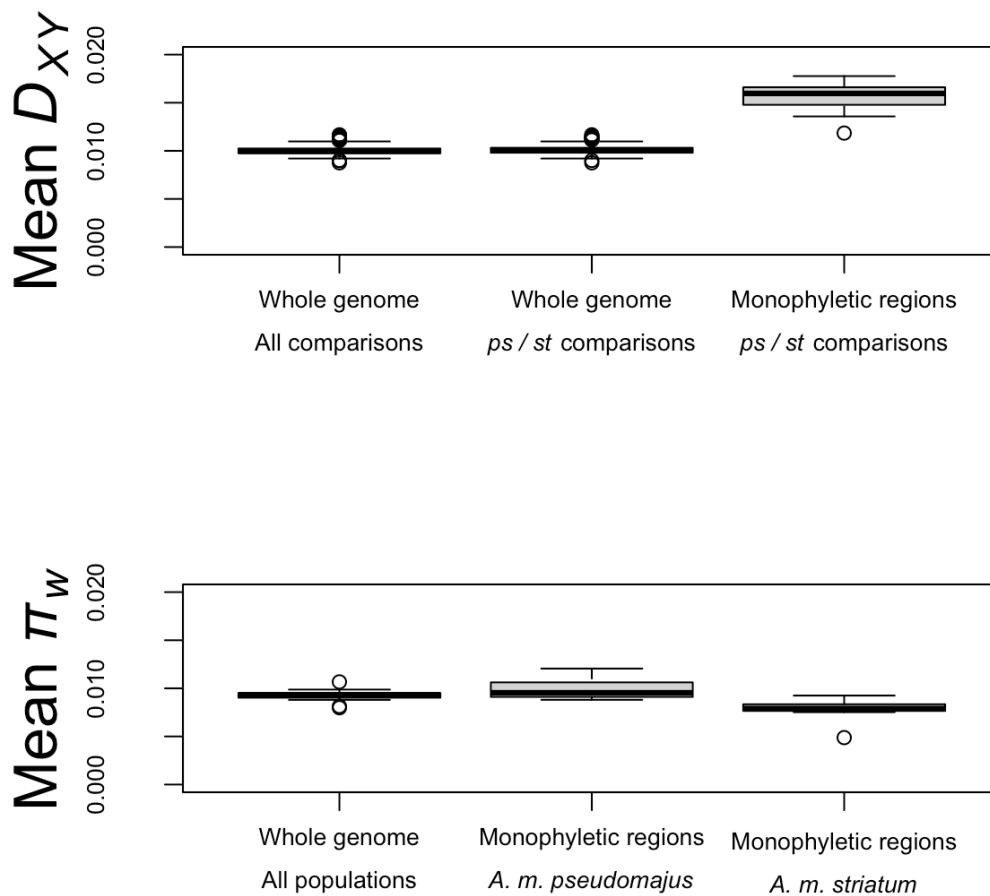 Mean D_XY
0.020
0.010
0.000
Whole genome
All comparisons
Whole genome
ps / st comparisons
Monophyletic regions
ps / st comparisons
Mean π_w
0.020
0.010
0.000
Whole genome
All populations
Monophyletic regions
A. m. pseudomajus
Monophyletic regions
A. m. striatum